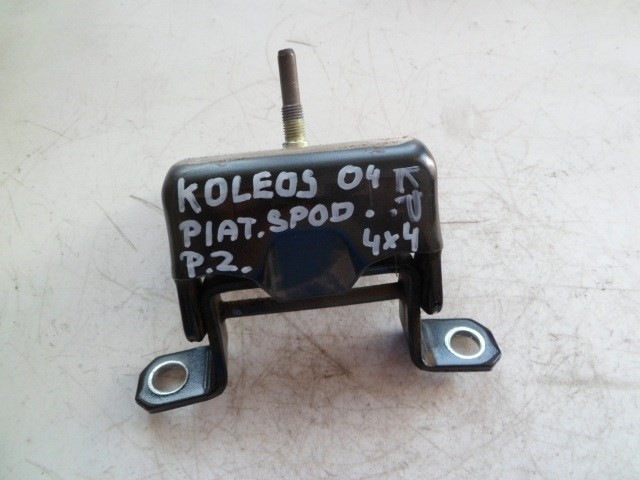 KOLEOS 04
PIAT. SPOD.
P.Z. 4x4